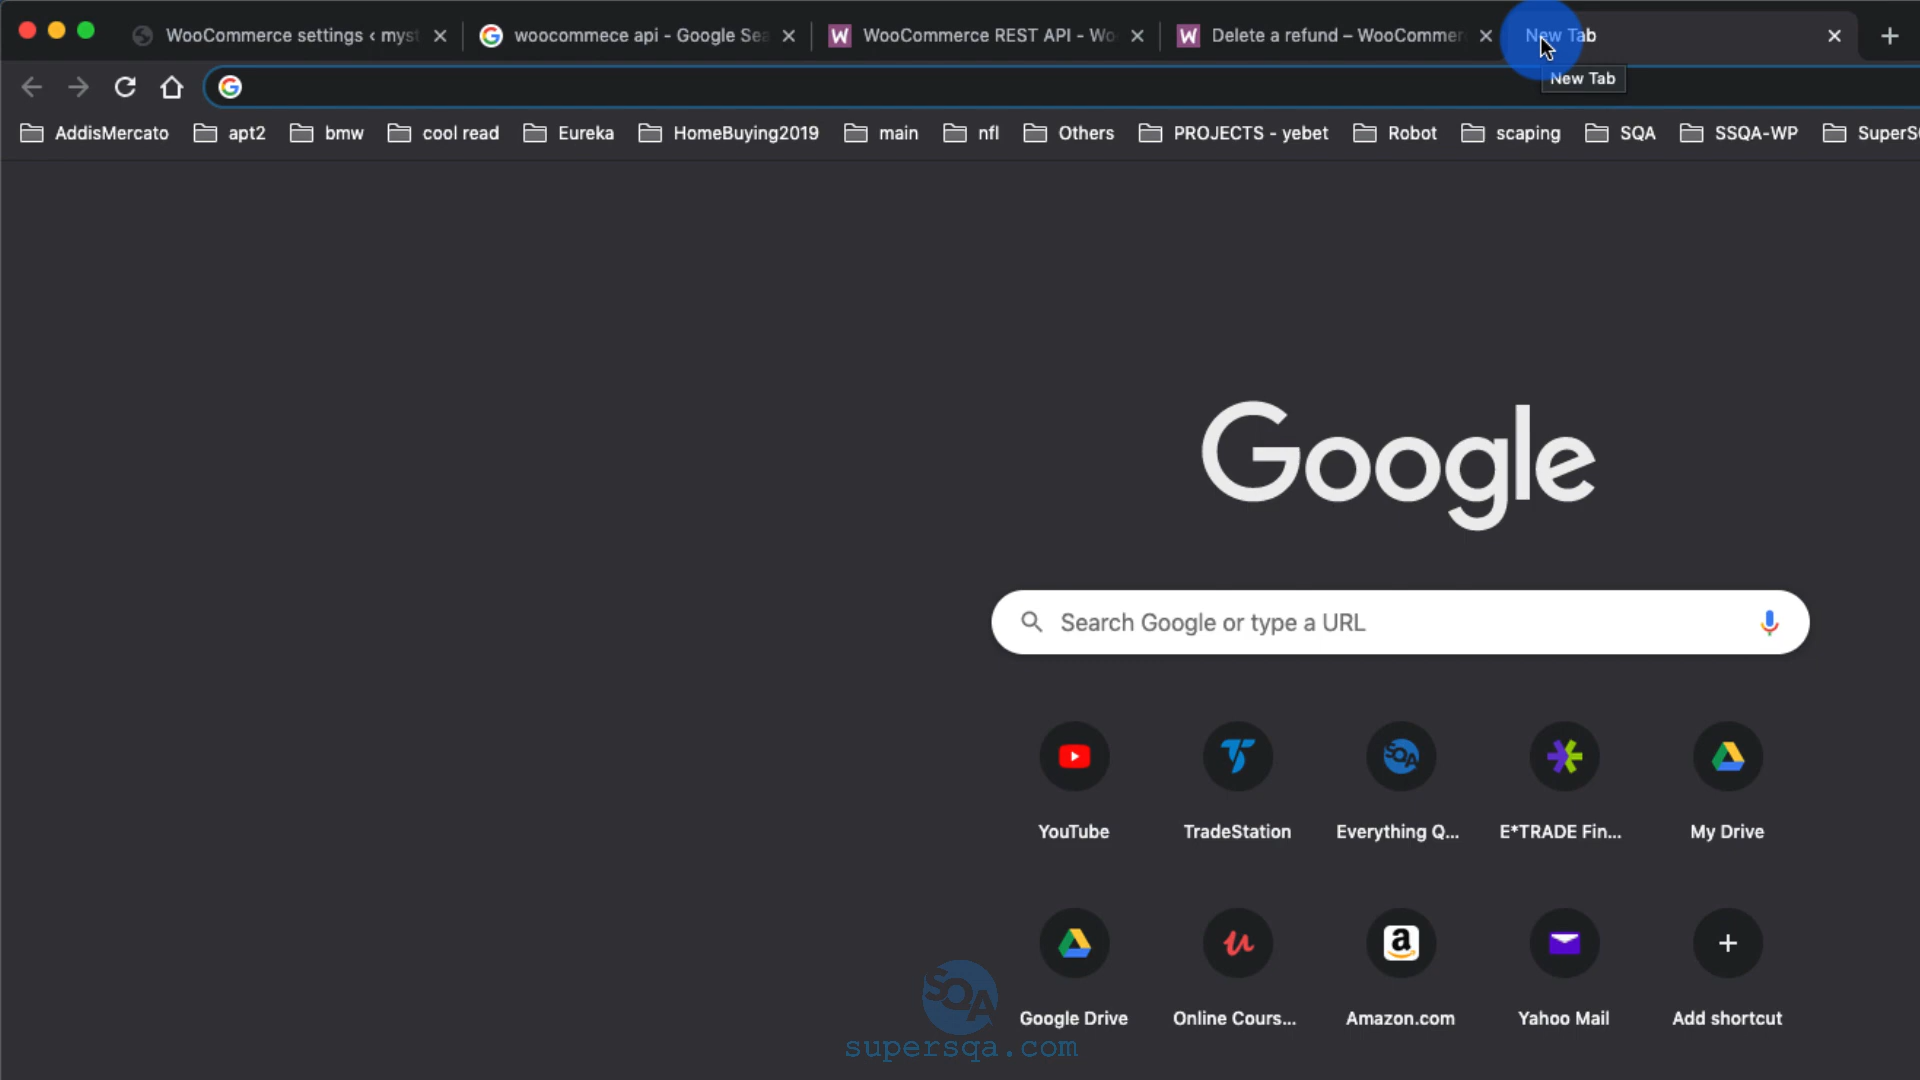 WooCommerce settings ‹ myst
woocommece api - Google Sea
WooCommerce REST API - Wo
Delete a refund – WooCommer
New Tab
New Tab
AddisMercato
apt2
bmw
cool read
Eureka
HomeBuying2019
main
nfl
Others
PROJECTS - yebet
Robot
scaping
SQA
SSQA-WP
SuperS
Google
Search Google or type a URL
SQA
YouTube
TradeStation
Everything Q...
E*TRADE Fin...
My Drive
Google Drive
Online Cours...
Amazon.com
Yahoo Mail
Add shortcut
SQA
supersqa.com